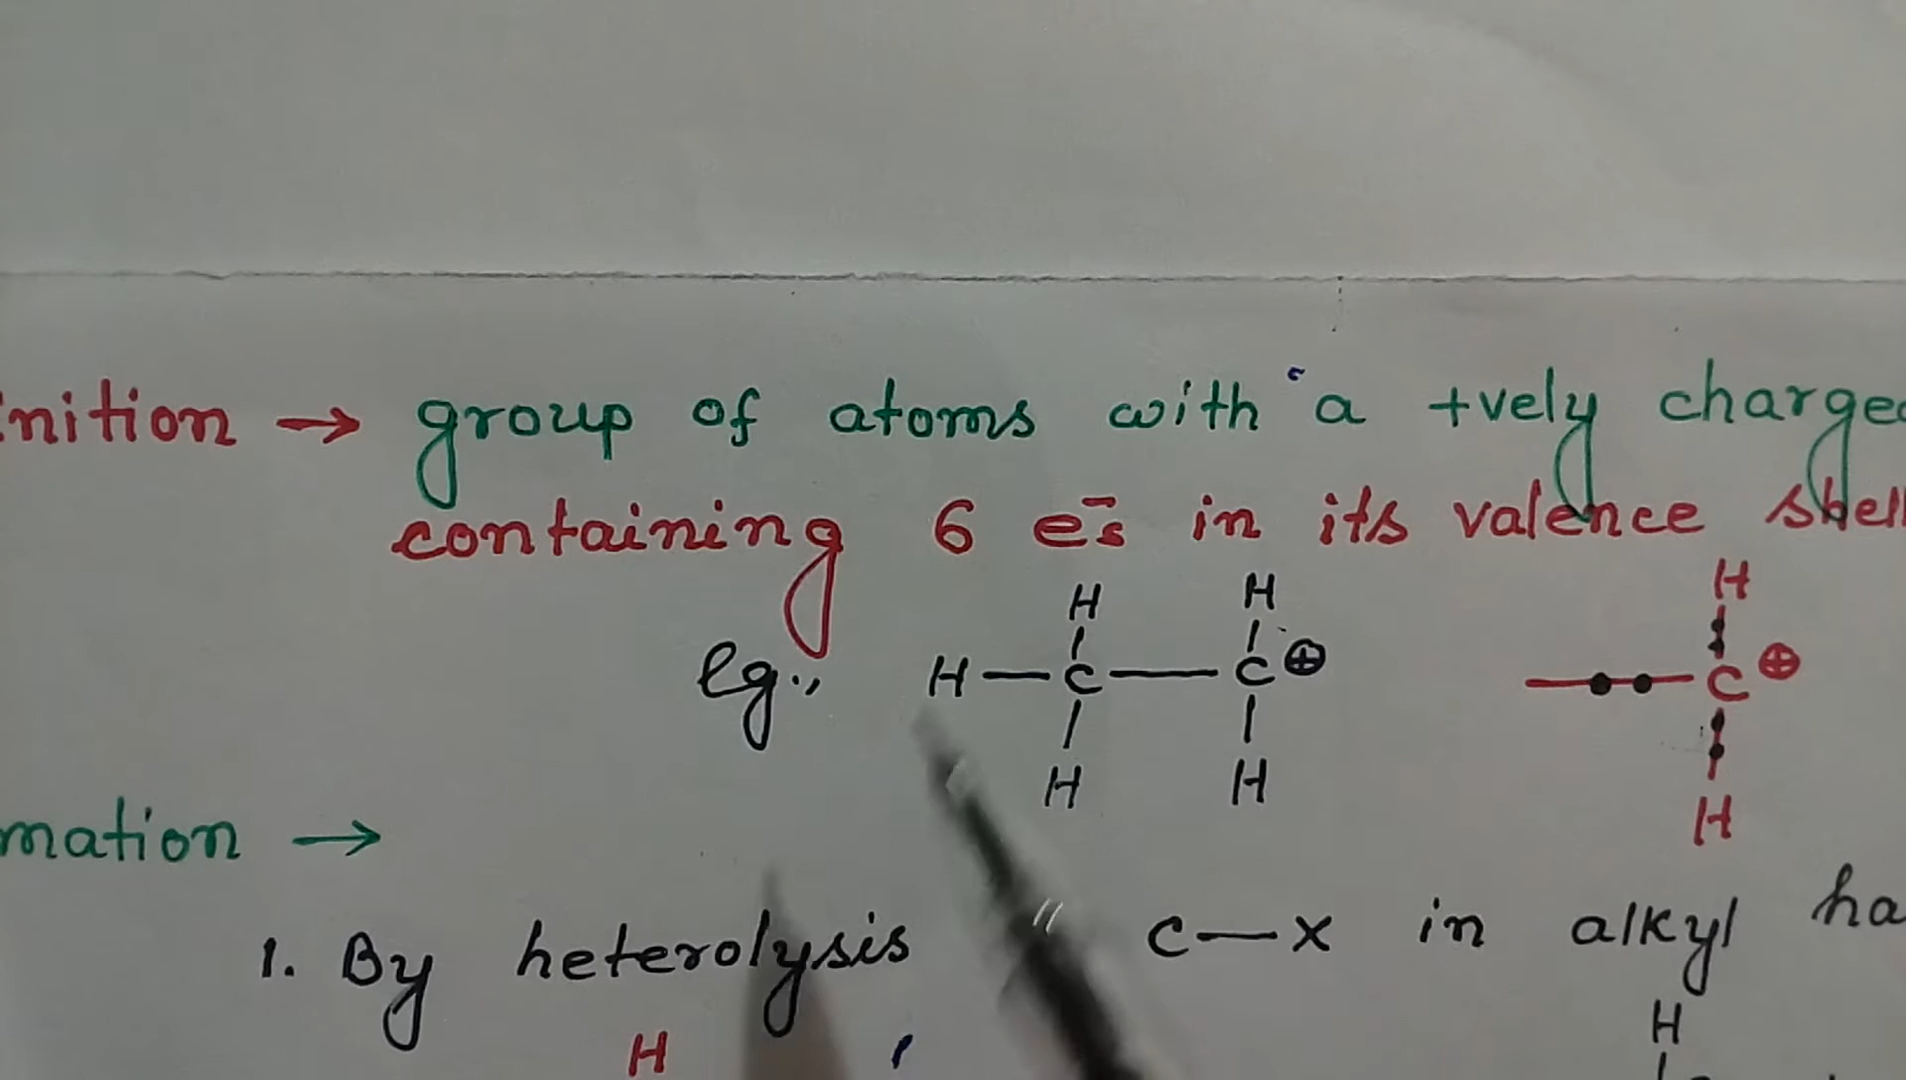 nition → group of atoms with a +vely charged
containing 6 e⁻s in its valence shell
H H H
eg., H—C—C⊕ C⊕
H H H
mation →
1. By heterolysis C—X in alkyl ha
H H